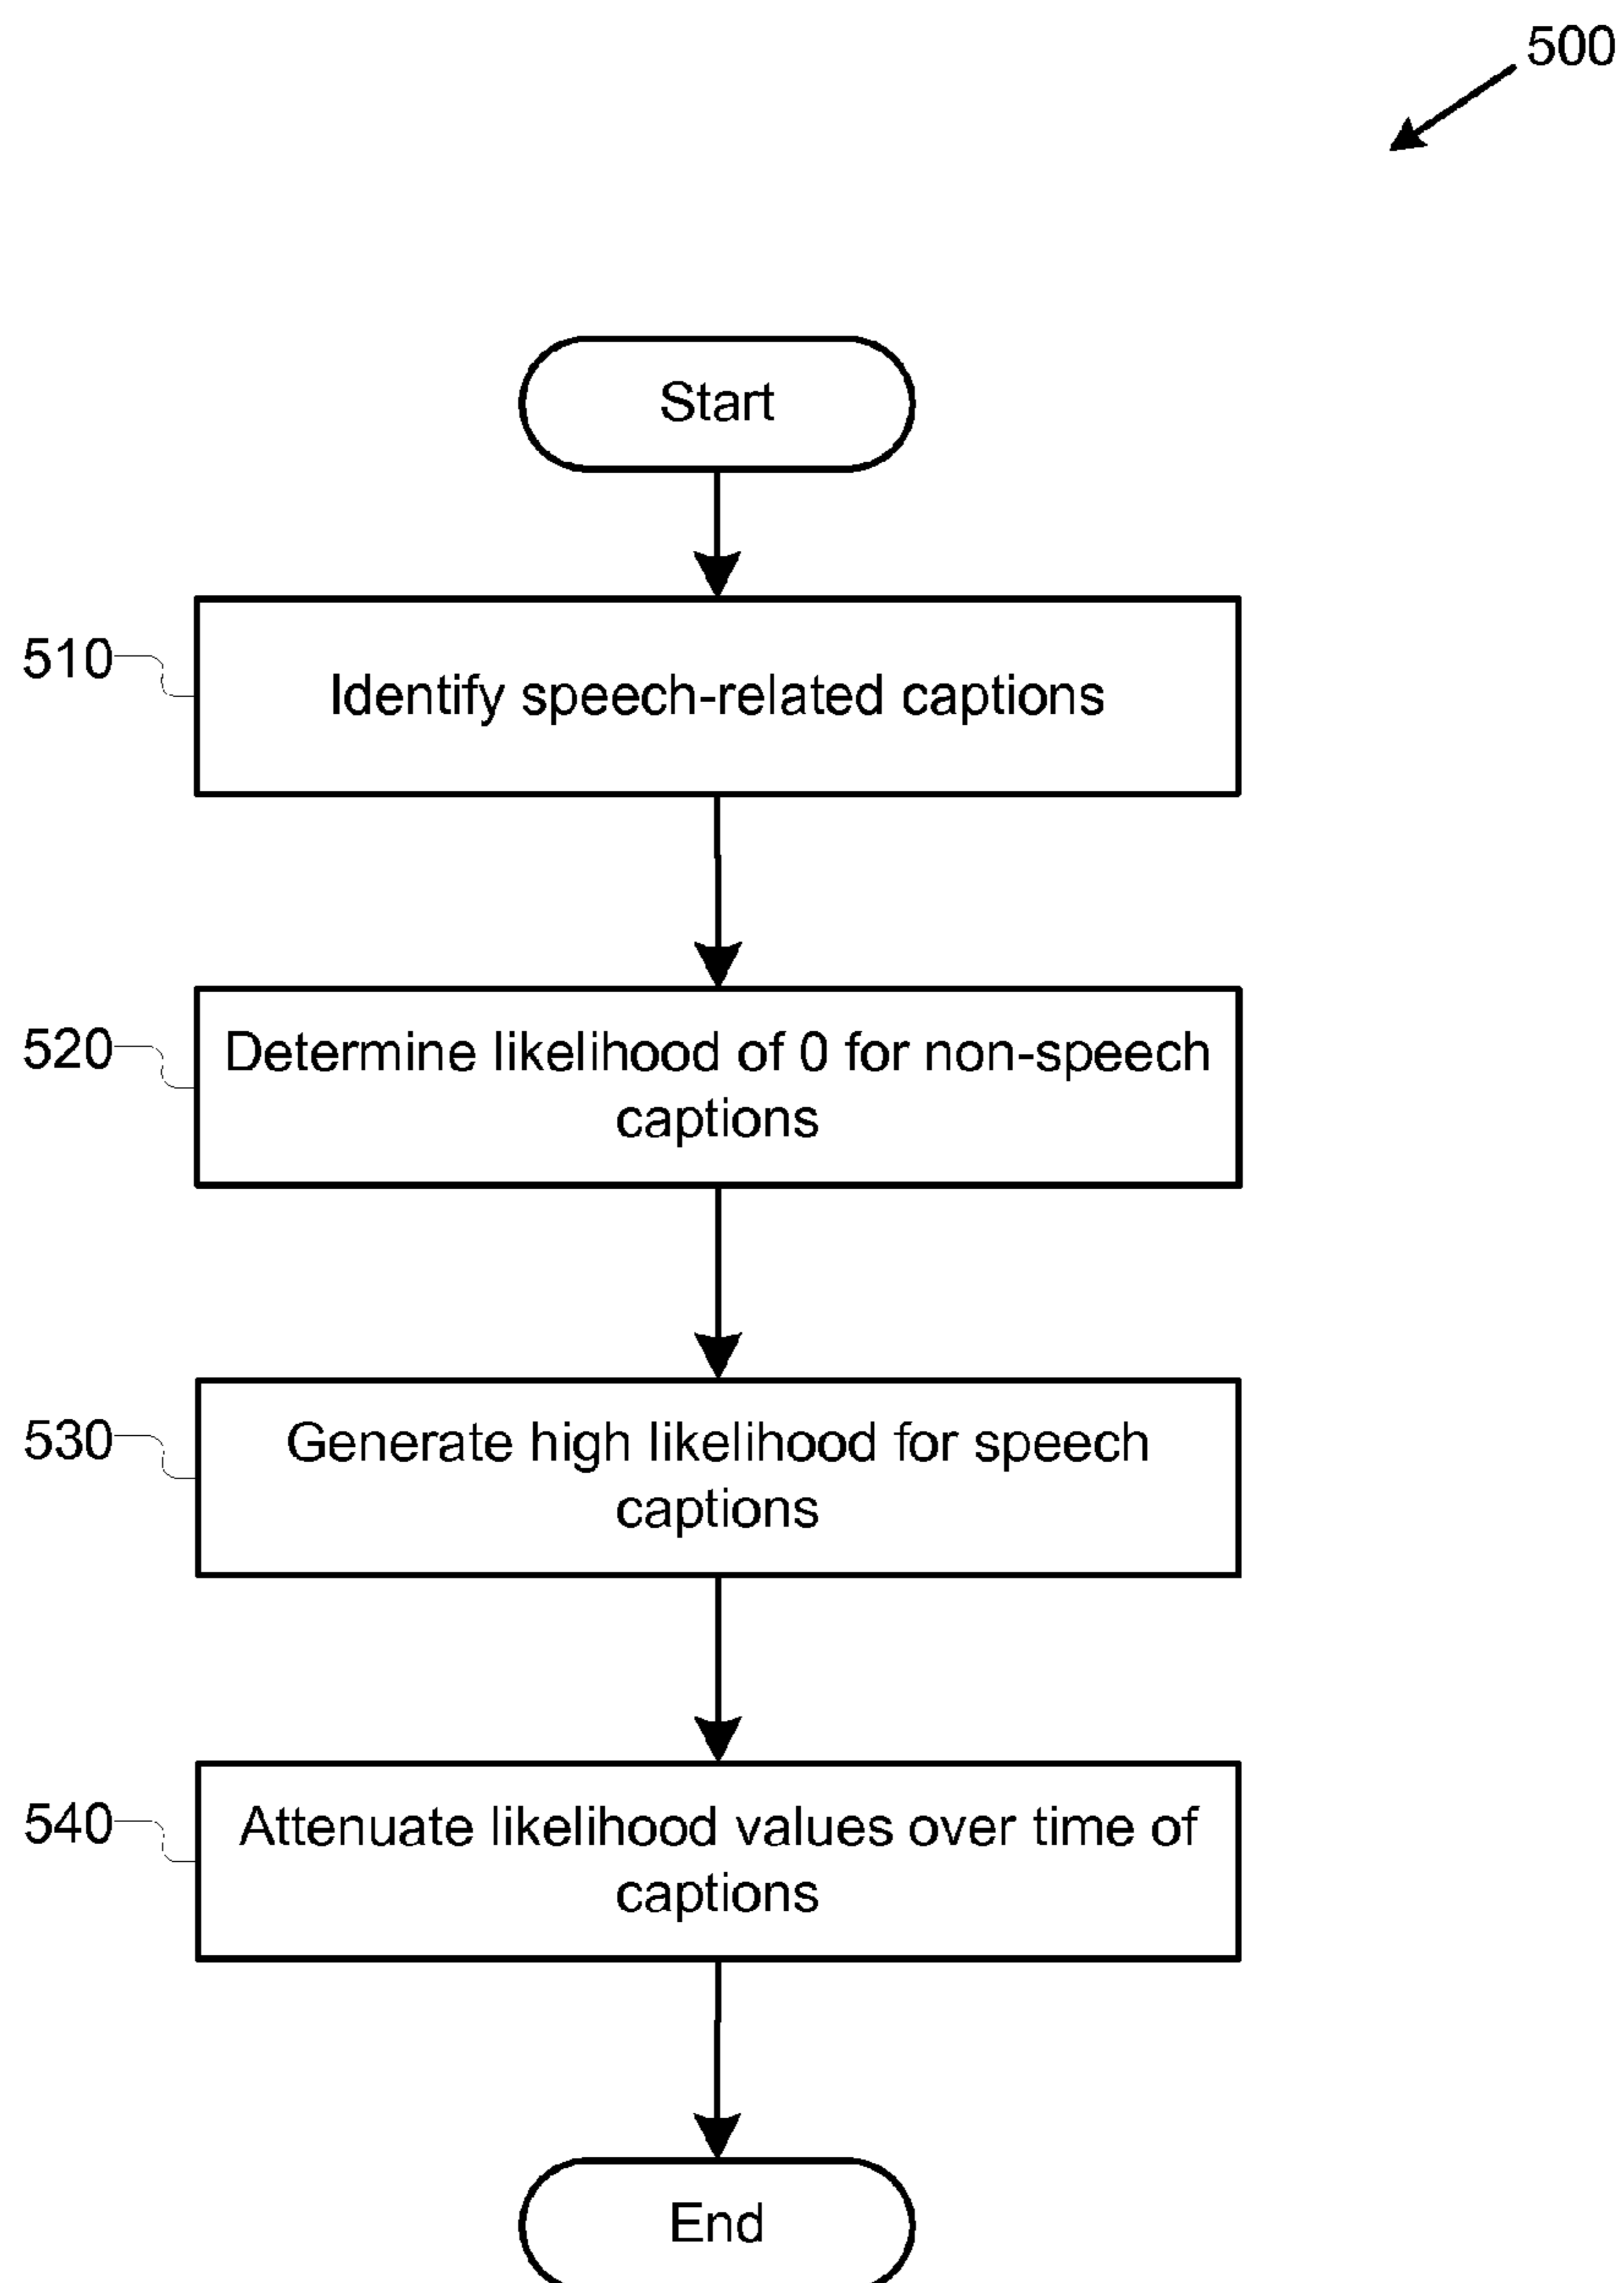 500
Start
510
Identify speech-related captions
520
Determine likelihood of 0 for non-speech
captions
530
Generate high likelihood for speech
captions
540
Attenuate likelihood values over time of
captions
End